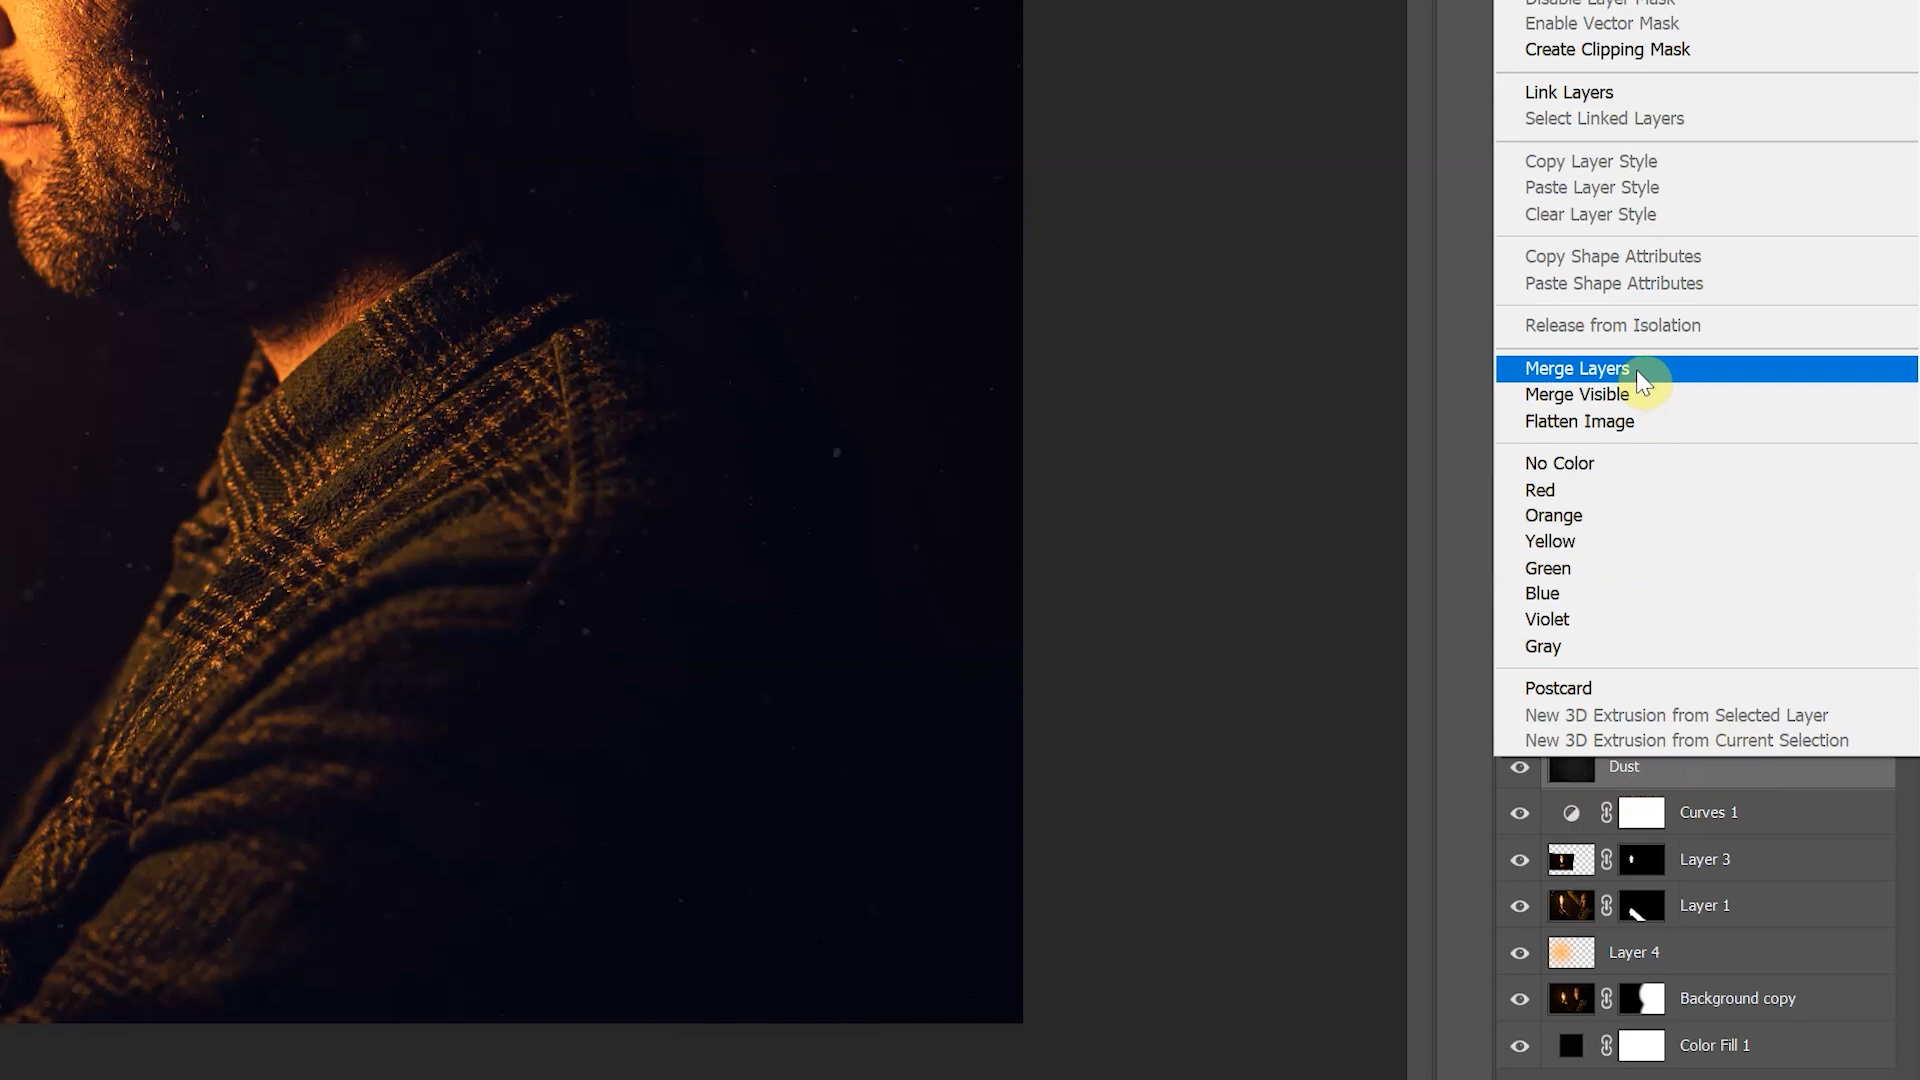 Disable Layer Mask
Enable Vector Mask
Create Clipping Mask
Link Layers
Select Linked Layers
Copy Layer Style
Paste Layer Style
Clear Layer Style
Copy Shape Attributes
Paste Shape Attributes
Release from Isolation
Merge Layers
Merge Visible
Flatten Image
No Color
Red
Orange
Yellow
Green
Blue
Violet
Gray
Postcard
New 3D Extrusion from Selected Layer
New 3D Extrusion from Current Selection
Dust
Curves 1
Layer 3
Layer 1
Layer 4
Background copy
Color Fill 1